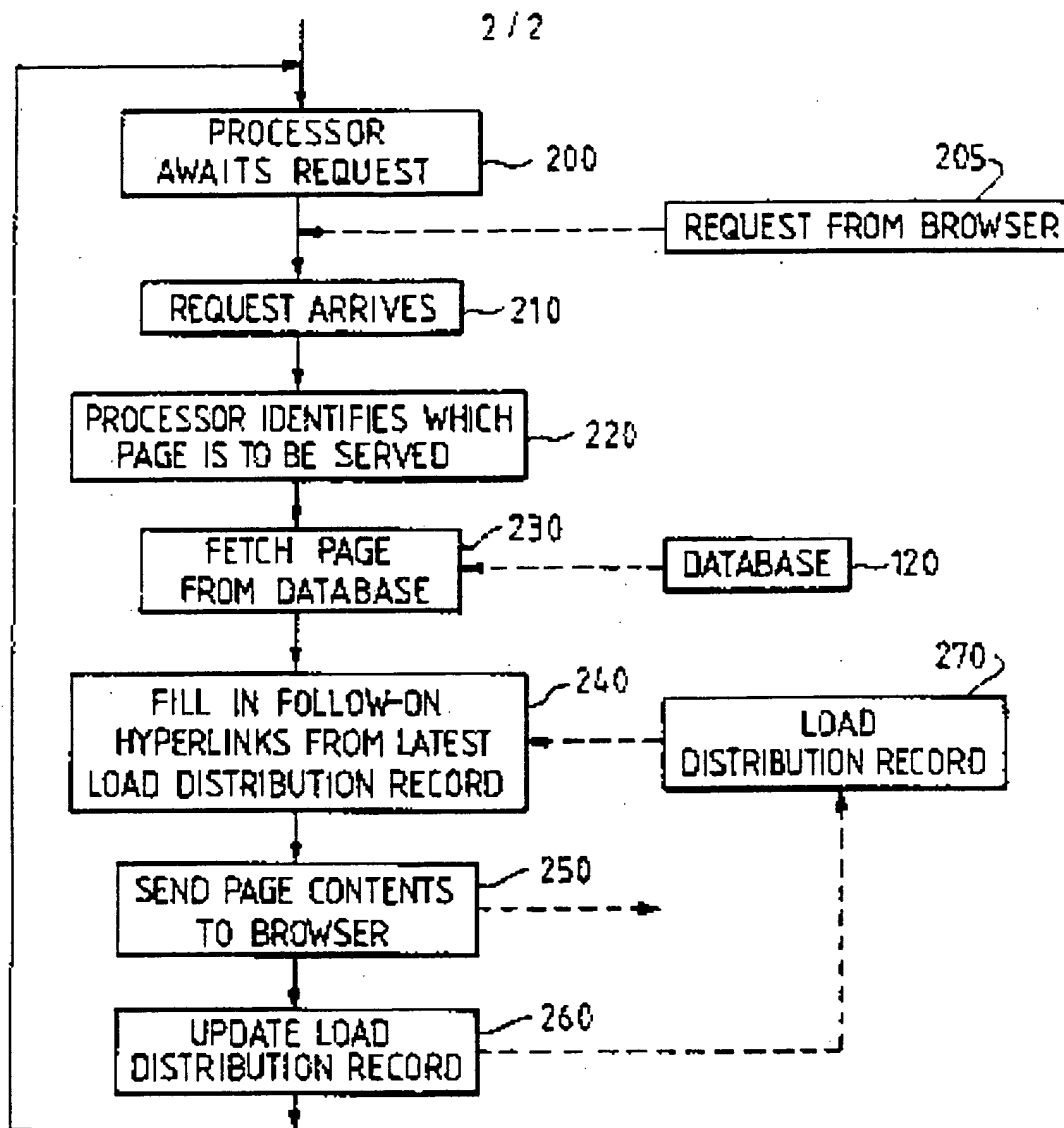 2/2
PROCESSOR
AWAITS REQUEST
200
205
REQUEST FROM BROWSER
REQUEST ARRIVES
210
PROCESSOR IDENTIFIES WHICH
PAGE IS TO BE SERVED
220
230
FETCH PAGE
FROM DATABASE
DATABASE
120
240
FILL IN FOLLOW-ON
HYPERLINKS FROM LATEST
LOAD DISTRIBUTION RECORD
270
LOAD
DISTRIBUTION RECORD
250
SEND PAGE CONTENTS
TO BROWSER
260
UPDATE LOAD
DISTRIBUTION RECORD